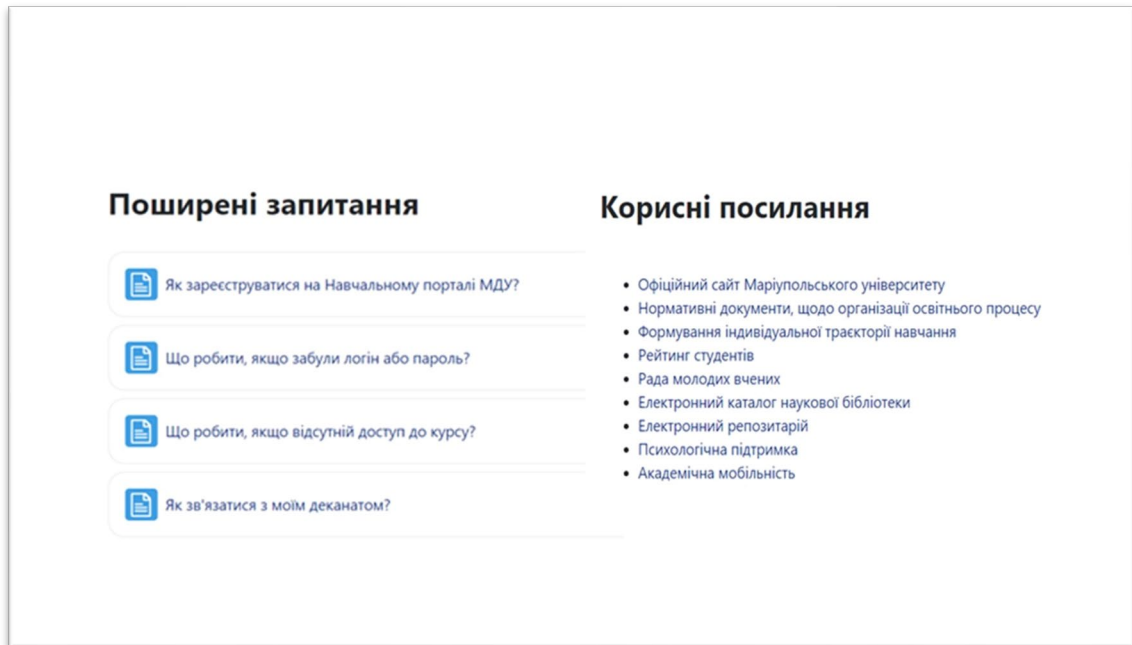 Поширені запитання
Як зареєструватися на Навчальному порталі МДУ?
Що робити, якщо забули логін або пароль?
Що робити, якщо відсутній доступ до курсу?
Як зв'язатися з моїм деканатом?
Корисні посилання
Офіційний сайт Маріупольського університету
Нормативні документи, щодо організації освітнього процесу
Формування індивідуальної траєкторії навчання
Рейтинг студентів
Рада молодих вчених
Електронний каталог наукової бібліотеки
Електронний репозитарій
Психологічна підтримка
Академічна мобільність